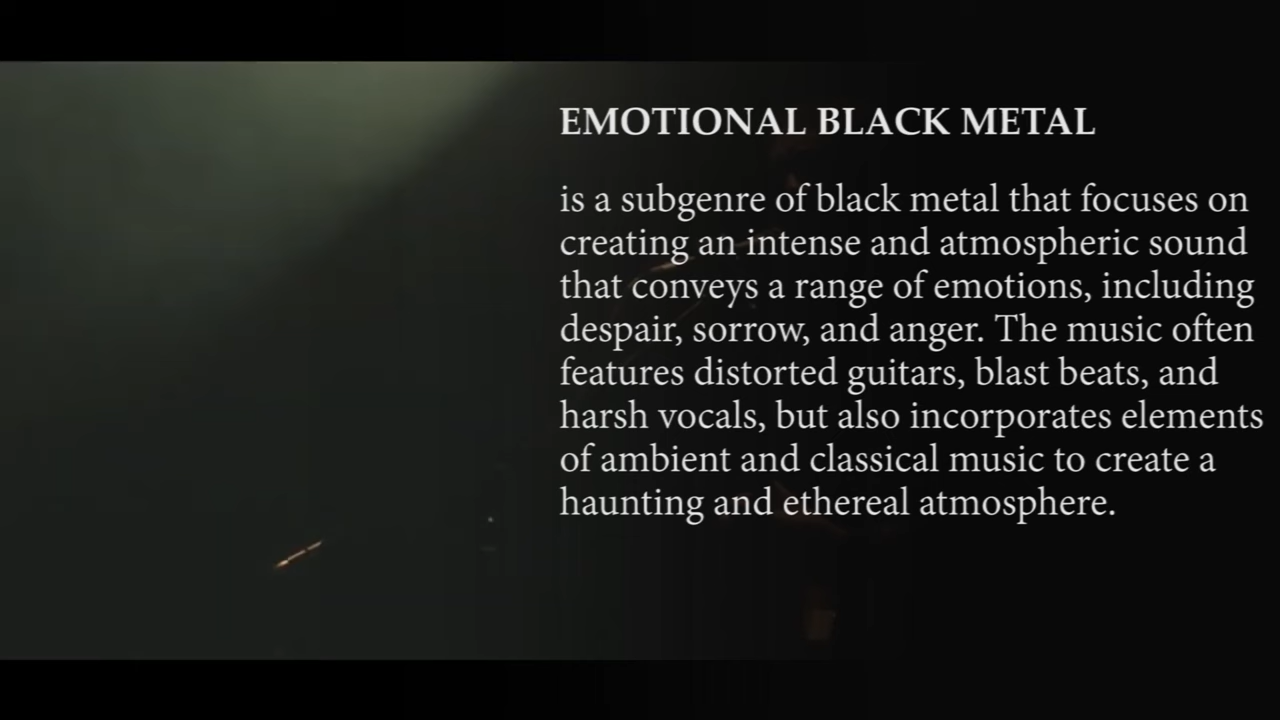 EMOTIONAL BLACK METAL
is a subgenre of black metal that focuses on
creating an intense and atmospheric sound
that conveys a range of emotions, including
despair, sorrow, and anger. The music often
features distorted guitars, blast beats, and
harsh vocals, but also incorporates elements
of ambient and classical music to create a
haunting and ethereal atmosphere.